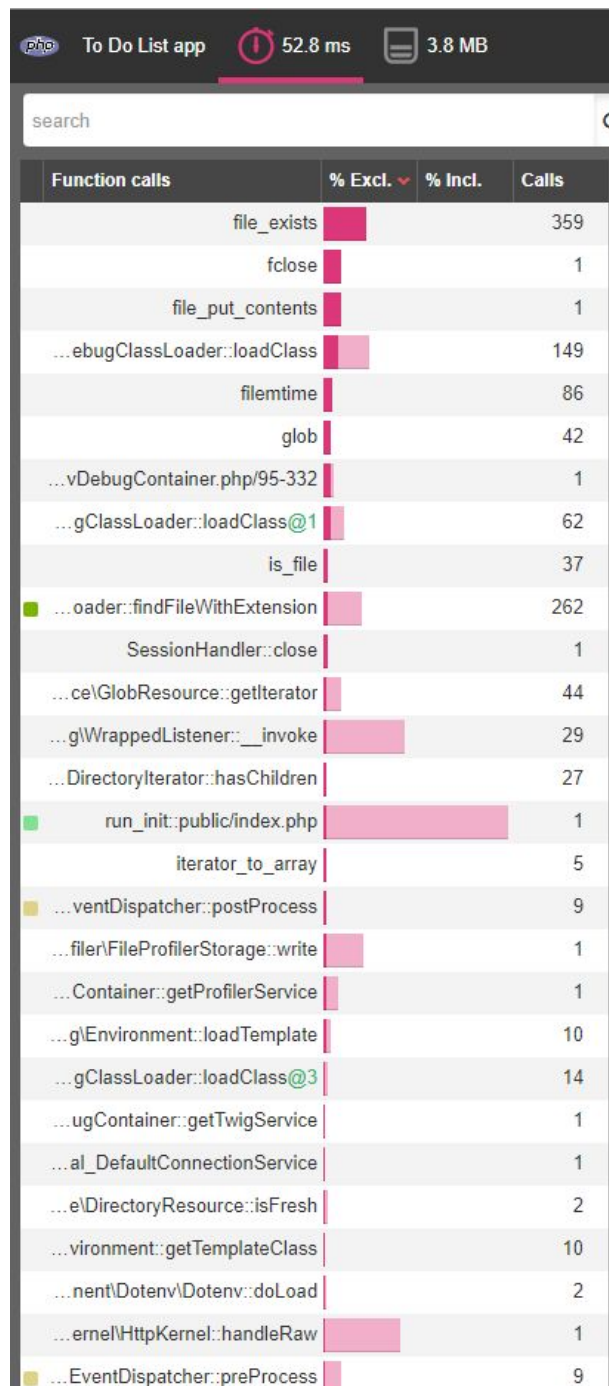 php To Do List app 52.8 ms 3.8 MB
search
Function calls % Excl. % Incl. Calls
file_exists 359
fclose 1
file_put_contents 1
...ebugClassLoader::loadClass 149
filemtime 86
glob 42
...vDebugContainer.php/95-332 1
...gClassLoader::loadClass@1 62
is_file 37
...oader::findFileWithExtension 262
SessionHandler::close 1
...ce\GlobResource::getIterator 44
...g\WrappedListener::__invoke 29
...DirectoryIterator::hasChildren 27
run_init::public/index.php 1
iterator_to_array 5
...ventDispatcher::postProcess 9
...filer\FileProfilerStorage::write 1
...Container::getProfilerService 1
...g\Environment::loadTemplate 10
...gClassLoader::loadClass@3 14
...ugContainer::getTwigService 1
...al_DefaultConnectionService 1
...e\DirectoryResource::isFresh 2
...vironment::getTemplateClass 10
...nent\Dotenv\Dotenv::doLoad 2
...ernel\HttpKernel::handleRaw 1
...EventDispatcher::preProcess 9